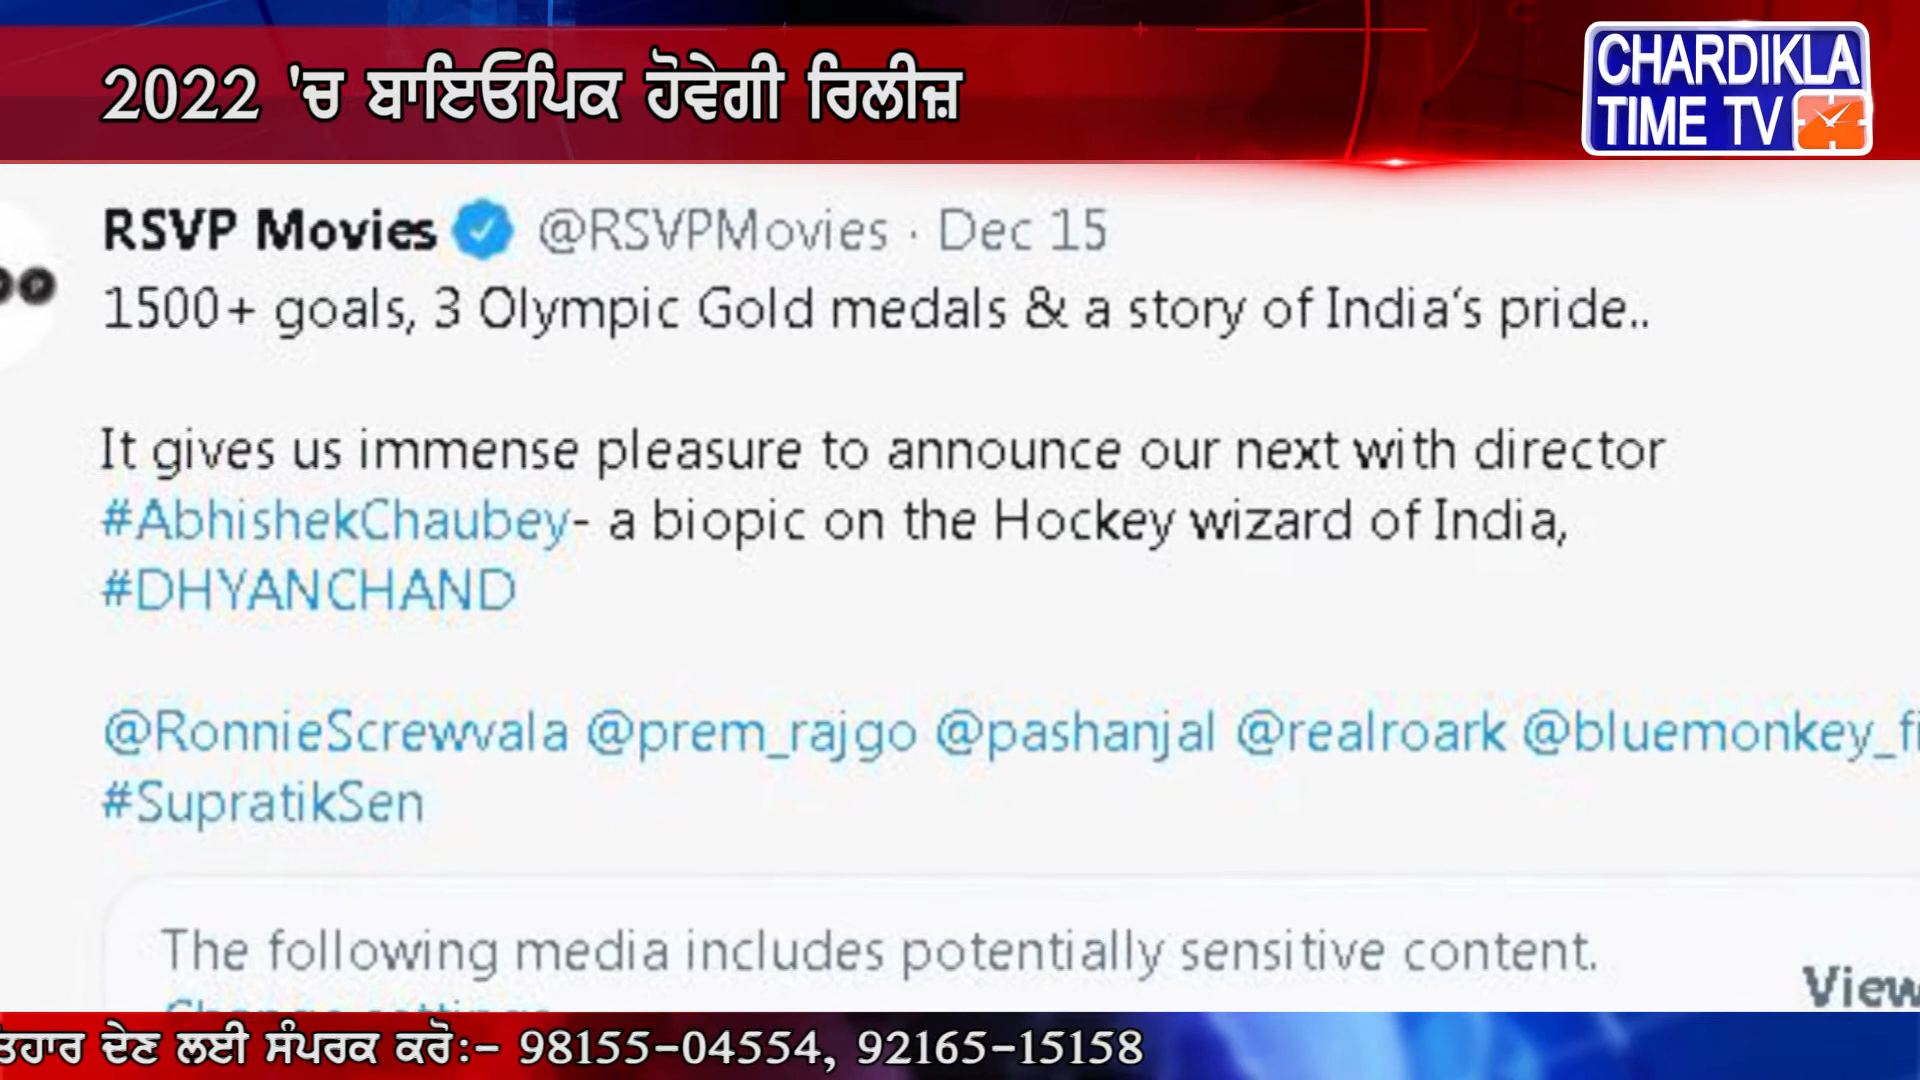 2022 'ਚ ਬਾਇਓਪਿਕ ਹੋਵੇਗੀ ਰਿਲੀਜ਼
CHARDIKLA
TIME TV
RSVP Movies @RSVPMovies · Dec 15
1500+ goals, 3 Olympic Gold medals & a story of India's pride..
It gives us immense pleasure to announce our next with director
#AbhishekChaubey- a biopic on the Hockey wizard of India,
#DHYANCHAND
@RonnieScrewvala @prem_rajgo @pashanjal @realroark @bluemonkey_fi
#SupratikSen
The following media includes potentially sensitive content.
View
ਤਿਹਾਰ ਦੇਣ ਲਈ ਸੰਪਰਕ ਕਰੋ:- 98155-04554, 92165-15158